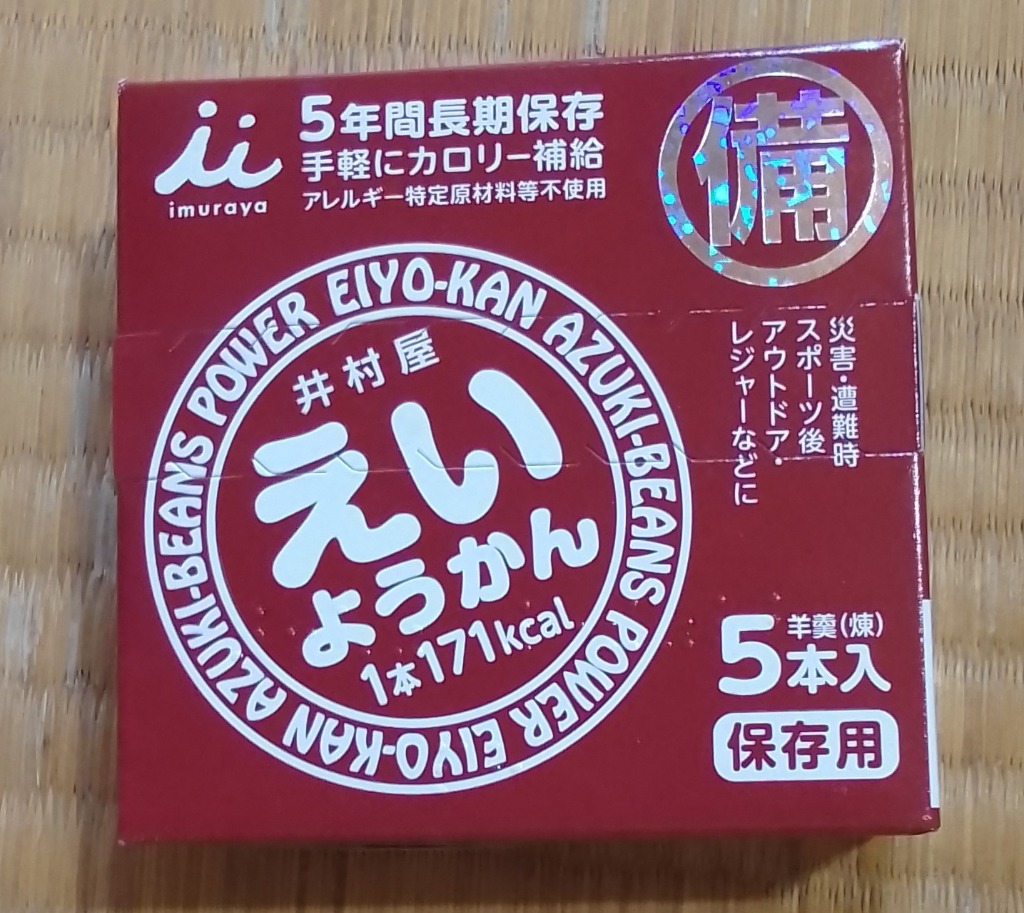 imuraya
5年間長期保存
手軽にカロリー補給
アレルギー特定原材料等不使用
備
災害・遭難時
スポーツ後
アウトドア・
レジャーなどに
POWER EIYO-KAN AZUKI-BEANS POWER EIYO-KAN AZUKI-BEANS
井村屋
えい
ようかん
1本171kcal
羊羹(煉)
5本入
保存用